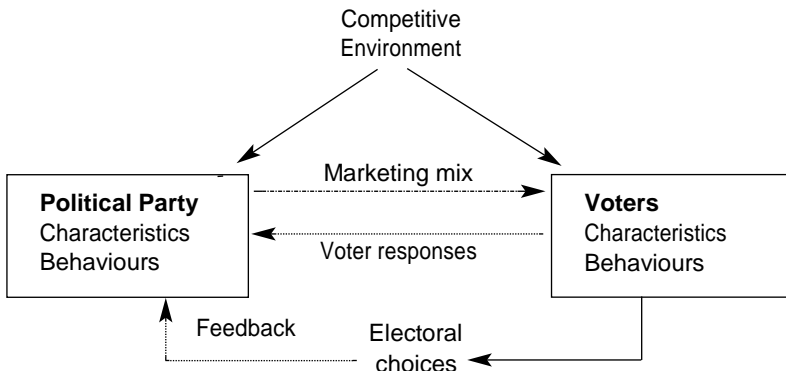 Competitive
Environment
Marketing mix
Political Party
Characteristics
Behaviours
Voters
Characteristics
Behaviours
Voter responses
Feedback
Electoral
choices